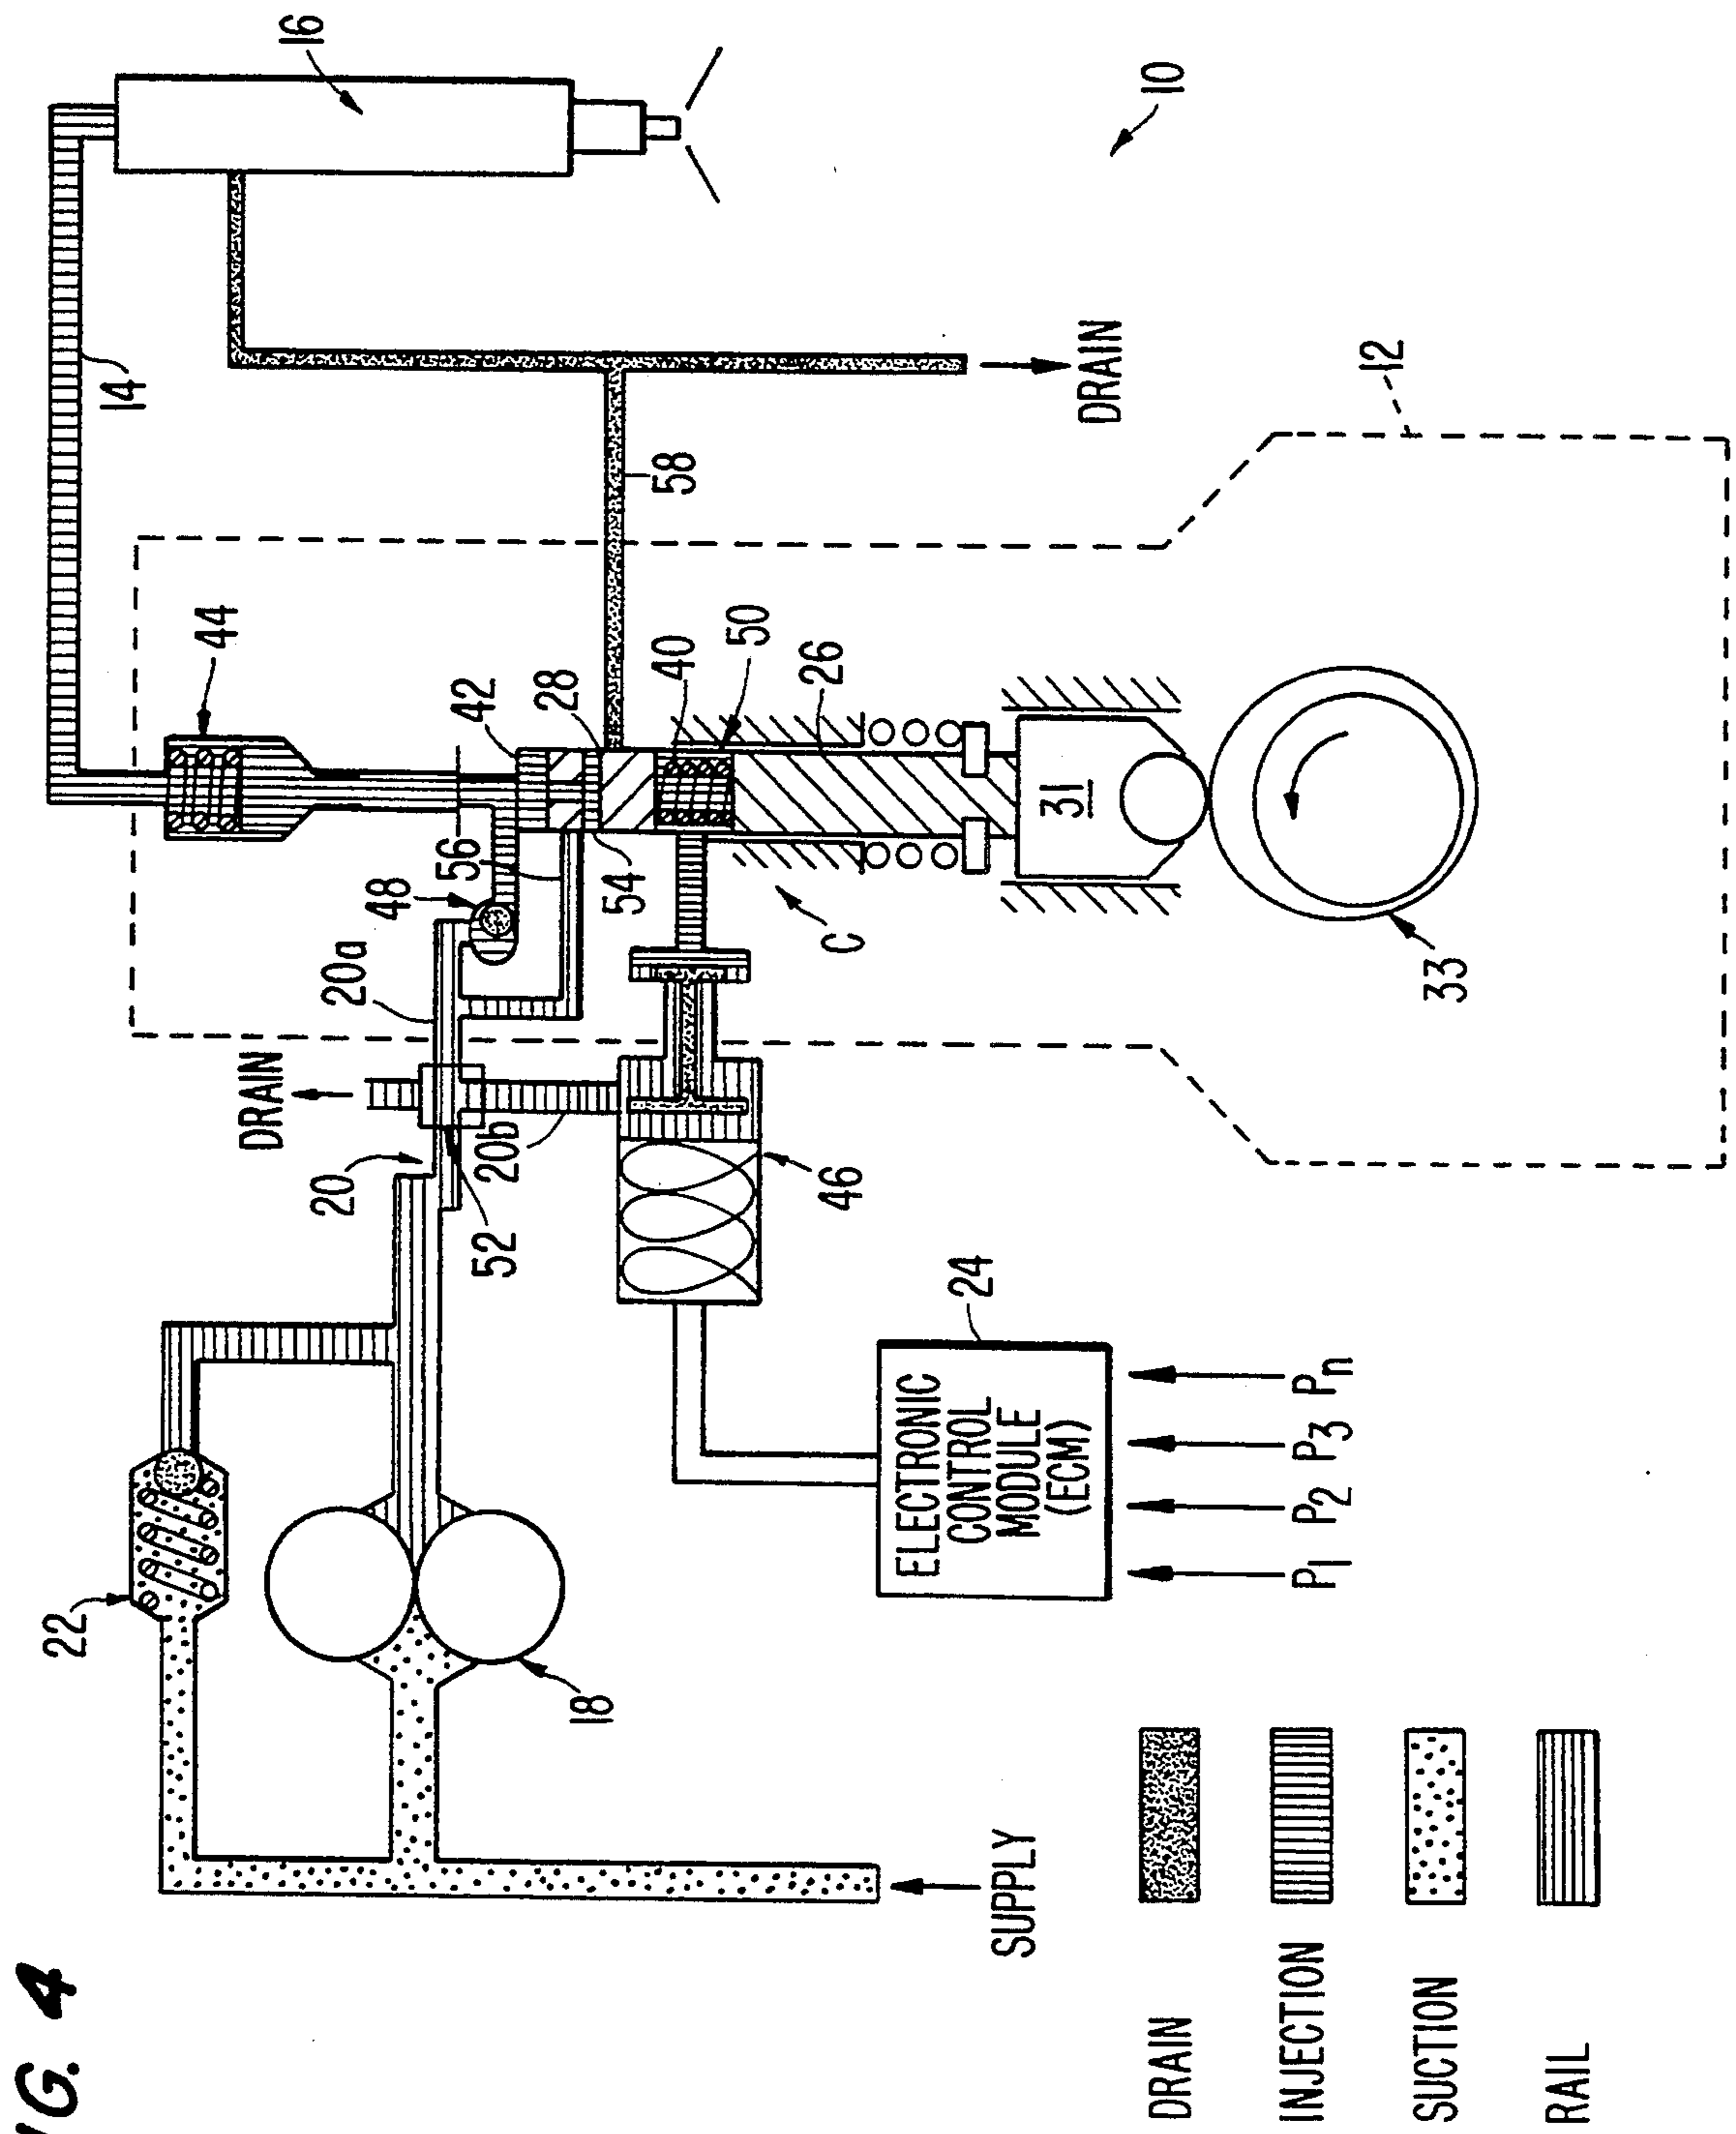 FIG. 4
16
14
10
44
42
28
58
DRAIN
12
48
56
54
40
50
26
C
31
33
20a
DRAIN
20
52
20b
46
22
18
24
ELECTRONIC
CONTROL
MODULE
(ECM)
P1 P2 P3 Pn
SUPPLY
DRAIN
INJECTION
SUCTION
RAIL